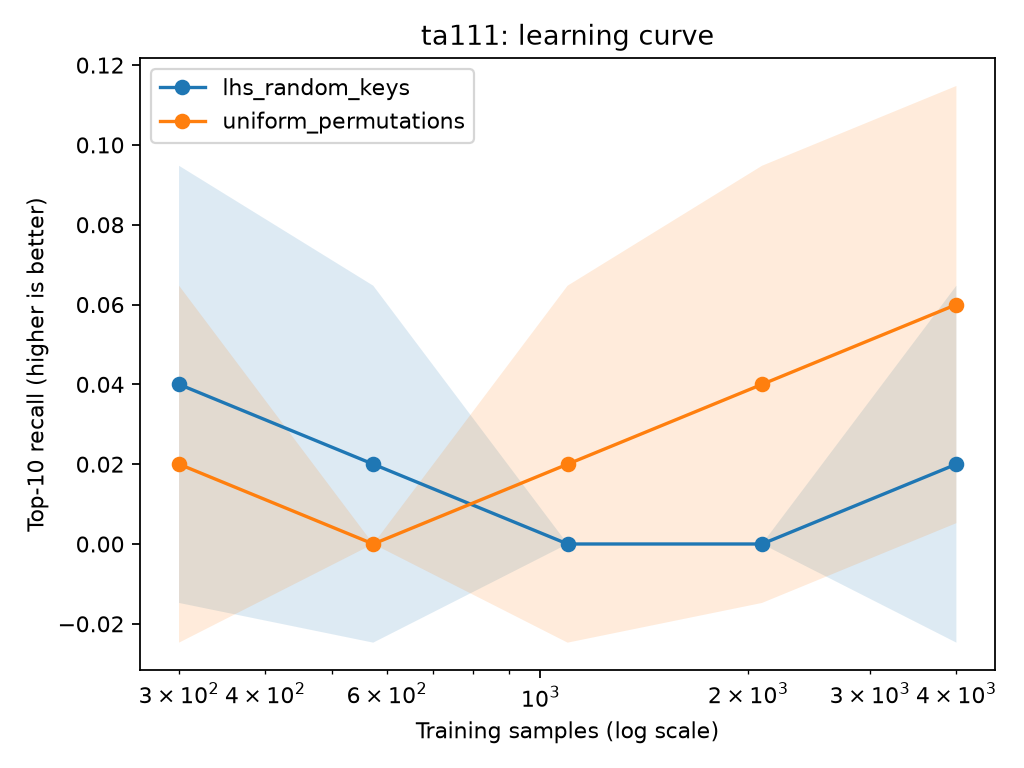 ta111: learning curve
lhs_random_keys
uniform_permutations
Top-10 recall (higher is better)
0.12
0.10
0.08
0.06
0.04
0.02
0.00
−0.02
3 × 10² 4 × 10² 6 × 10² 10³ 2 × 10³ 3 × 10³ 4 × 10³
Training samples (log scale)